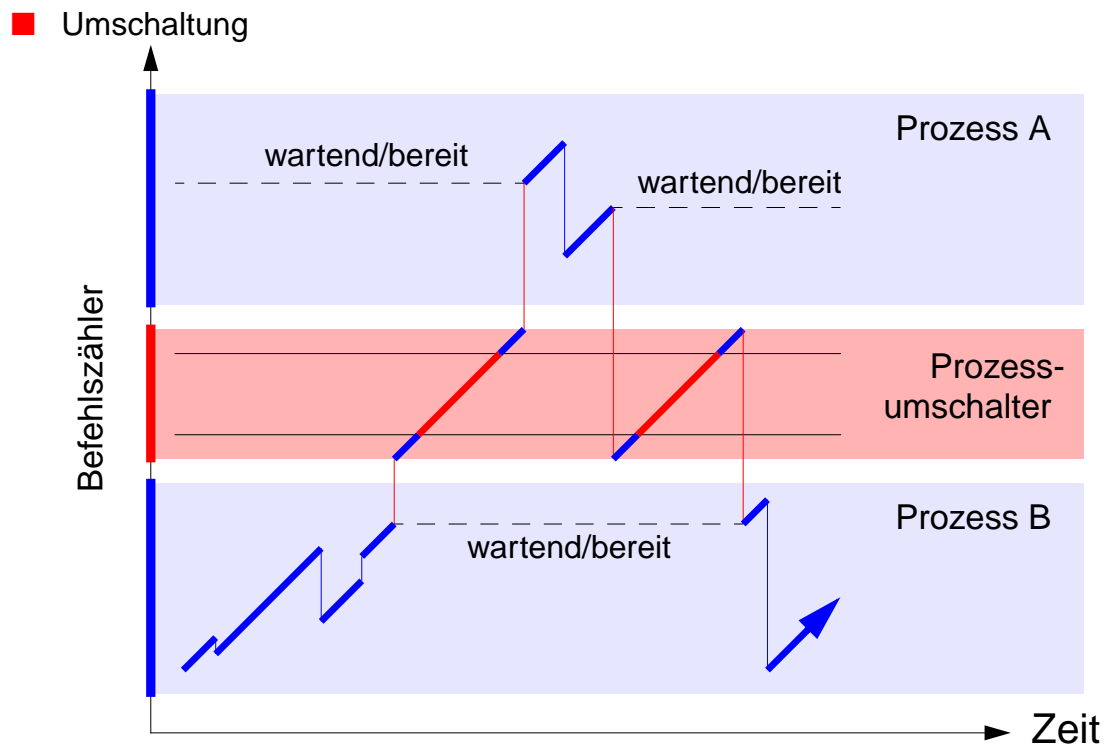 Umschaltung
Prozess A
wartend/bereit
wartend/bereit
Befehlszähler
Prozess-
umschalter
Prozess B
wartend/bereit
Zeit